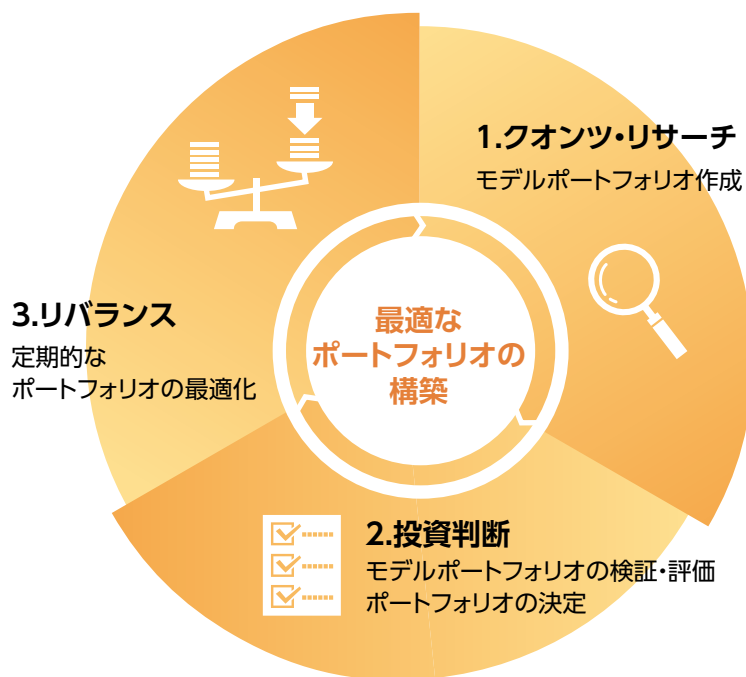 1.クオンツ・リサーチ
モデルポートフォリオ作成
2.投資判断
モデルポートフォリオの検証・評価
ポートフォリオの決定
3.リバランス
定期的な
ポートフォリオの最適化
最適な
ポートフォリオの
構築